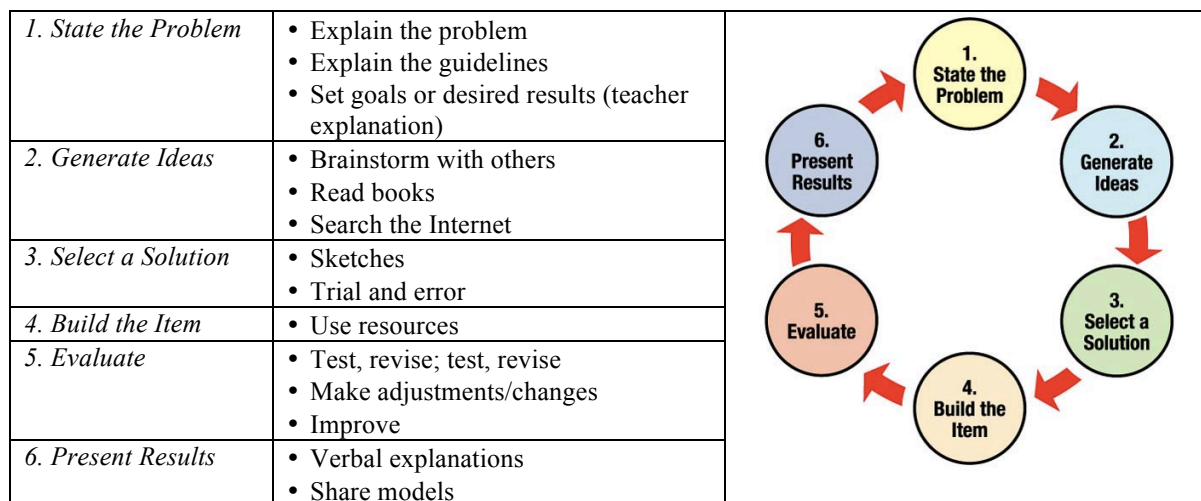 1. State the Problem
• Explain the problem
• Explain the guidelines
• Set goals or desired results (teacher
explanation)
2. Generate Ideas
• Brainstorm with others
• Read books
• Search the Internet
3. Select a Solution
• Sketches
• Trial and error
4. Build the Item
• Use resources
5. Evaluate
• Test, revise; test, revise
• Make adjustments/changes
• Improve
6. Present Results
• Verbal explanations
• Share models
1.
State the
Problem
2.
Generate
Ideas
3.
Select a
Solution
4.
Build the
Item
5.
Evaluate
6.
Present
Results